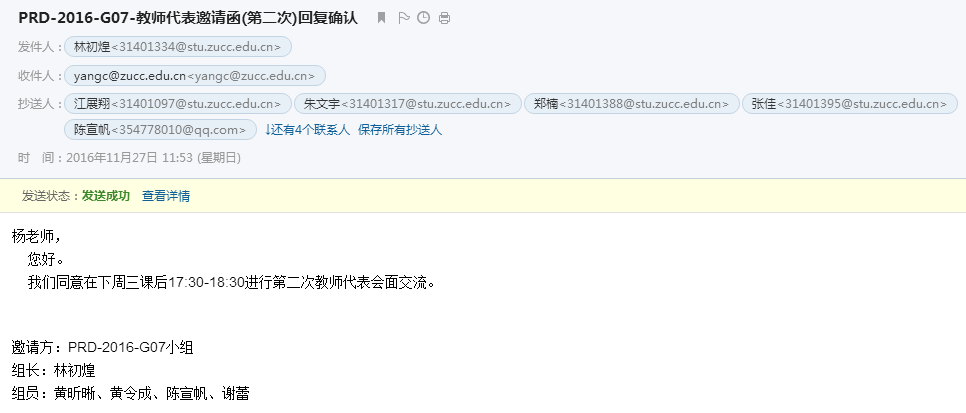 PRD-2016-G07-教师代表邀请函(第二次)回复确认
发件人：林初煌<31401334@stu.zucc.edu.cn>
收件人：yangc@zucc.edu.cn<yangc@zucc.edu.cn>
抄送人：江展翔<31401097@stu.zucc.edu.cn> 朱文宇<31401317@stu.zucc.edu.cn> 郑楠<31401388@stu.zucc.edu.cn> 张佳<31401395@stu.zucc.edu.cn>
陈宣帆<354778010@qq.com> ↓还有4个联系人 保存所有抄送人
时 间：2016年11月27日 11:53 (星期日)
发送状态：发送成功 查看详情
杨老师，
您好。
我们同意在下周三课后17:30-18:30进行第二次教师代表会面交流。
邀请方：PRD-2016-G07小组
组长：林初煌
组员：黄昕晰、黄令成、陈宣帆、谢蕾